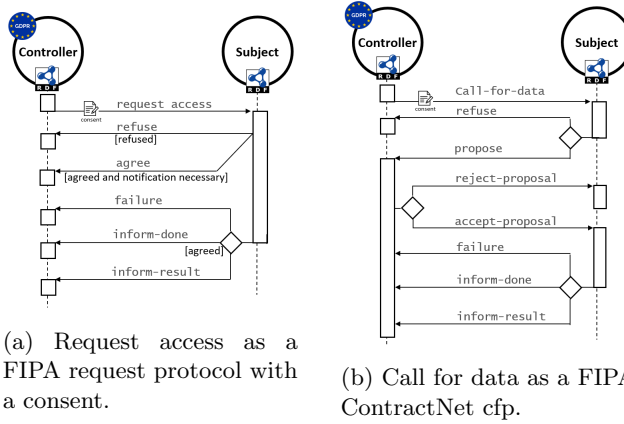 GDPR
Controller
RDF
Subject
RDF
consent
request access
refuse
[refused]
agree
[agreed and notification necessary]
failure
inform-done
[agreed]
inform-result
(a) Request access as a
FIPA request protocol with
a consent.
GDPR
Controller
RDF
Subject
RDF
consent
Call-for-data
refuse
propose
reject-proposal
accept-proposal
failure
inform-done
inform-result
(b) Call for data as a FIPA
ContractNet cfp.